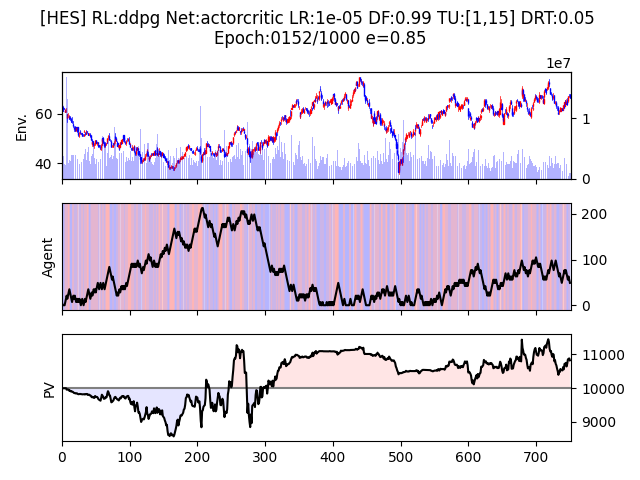 [HES] RL:ddpg Net:actorcritic LR:1e-05 DF:0.99 TU:[1,15] DRT:0.05
Epoch:0152/1000 e=0.85
1e7
Env.
60
40
1
0
Agent
200
100
0
PV
11000
10000
9000
0 100 200 300 400 500 600 700